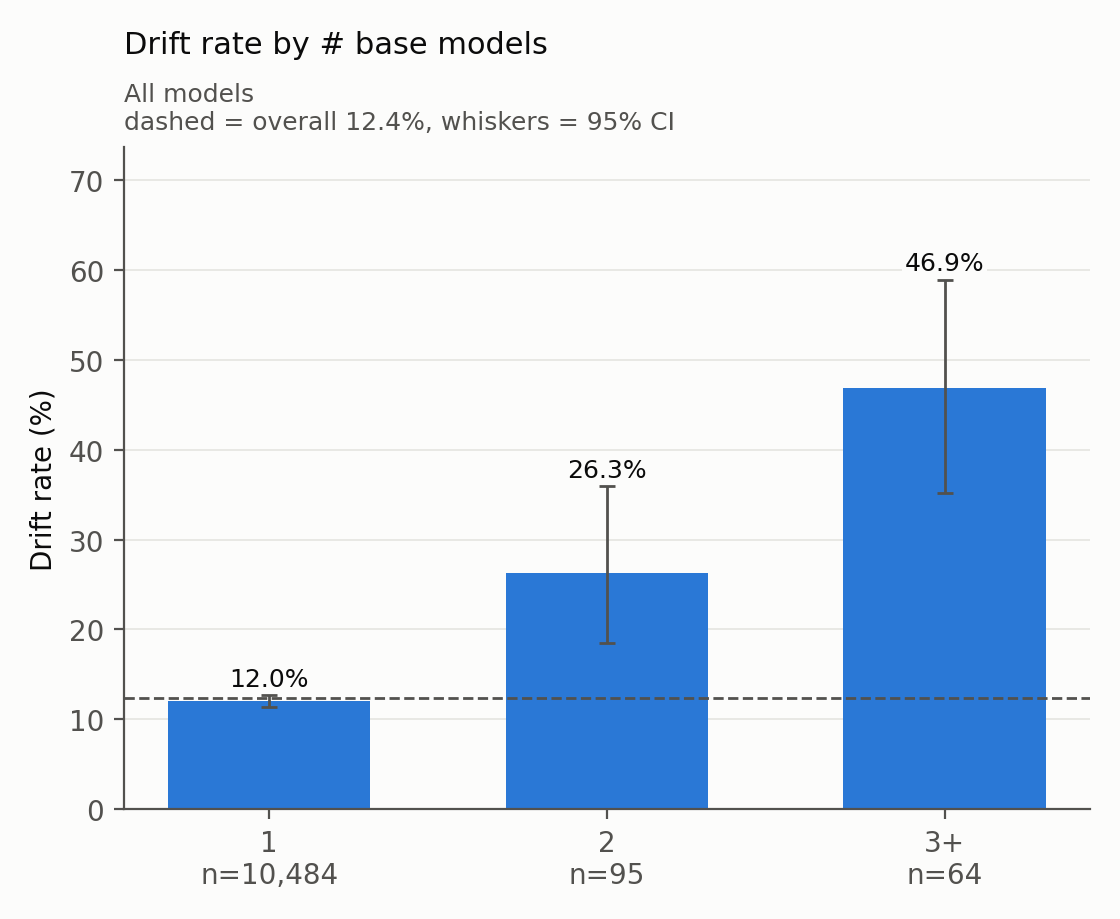 Drift rate by # base models
All models
dashed = overall 12.4%, whiskers = 95% CI
Drift rate (%)
70
60
50
40
30
20
10
0
12.0%
26.3%
46.9%
1
n=10,484
2
n=95
3+
n=64